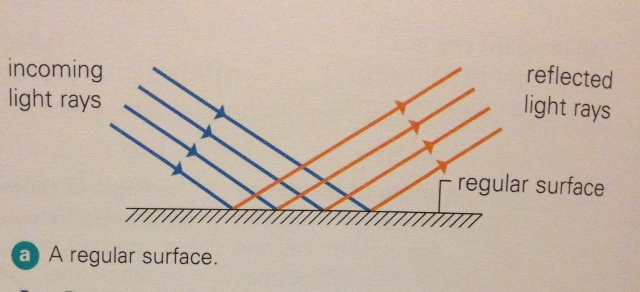 incoming
light rays
reflected
light rays
regular surface
a A regular surface.